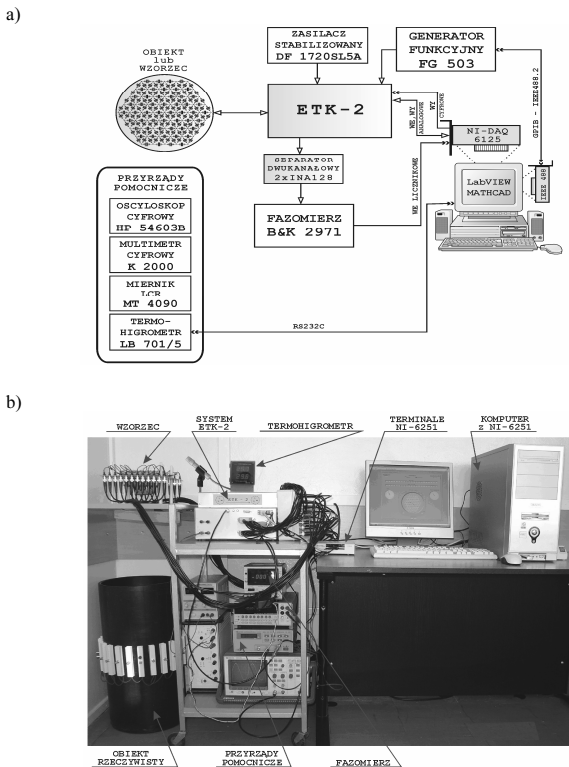 a)
OBIEKT
lub
WZORZEC
ZASILACZ
STABILIZOWANY
DF 1720SL5A
GENERATOR
FUNKCYJNY
FG 503
ETK-2
WE,WY
ANALOGOWE
WY
CYFROWE
GPIB - IEEE488.2
NI-DAQ
6125
SEPARATOR
DWUKANAŁOWY
2xINA128
WE LICZNIKOWE
LabVIEW
MATHCAD
IEEE 488
FAZOMIERZ
B&K 2971
PRZYRZĄDY
POMOCNICZE
OSCYLOSKOP
CYFROWY
HP 54603B
MULTIMETR
CYFROWY
K 2000
MIERNIK
LCR
MT 4090
TERMO-
HIGROMETR
LB 701/5
RS232C
b)
WZORZEC
SYSTEM
ETK-2
TERMOHIGROMETR
TERMINALE
NI-6251
KOMPUTER
z NI-6251
ETK-2
OBIEKT
RZECZYWISTY
PRZYRZĄDY
POMOCNICZE
FAZOMIERZ